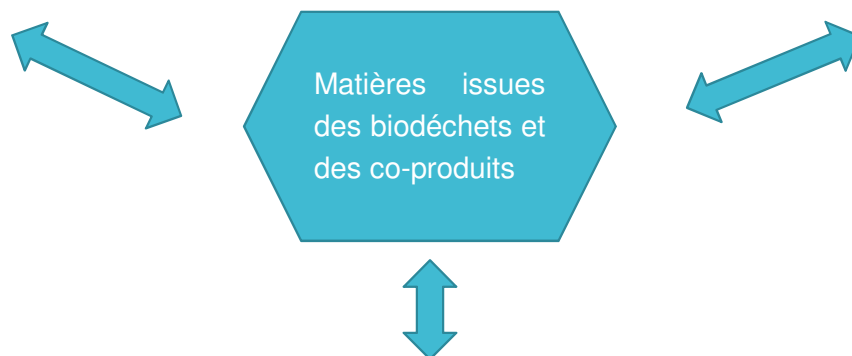 Matières issues
des biodéchets et
des co-produits